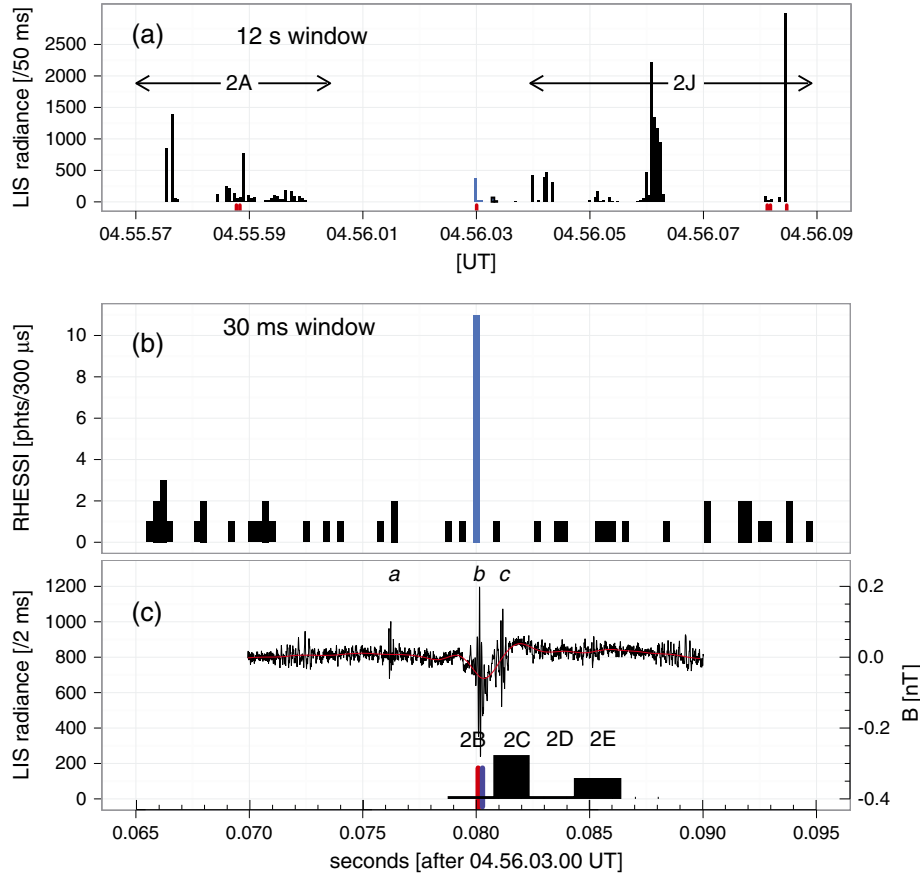 (a)
12 s window
LIS radiance [/50 ms]
2500
2000
1500
1000
500
0
2A
2J
04.55.57
04.55.59
04.56.01
04.56.03
04.56.05
04.56.07
04.56.09
[UT]
(b)
30 ms window
RHESSI [phts/300 µs]
10
8
6
4
2
0
(c)
a
b
c
LIS radiance [/2 ms]
1200
1000
800
600
400
200
0
0.2
0.0
-0.2
-0.4
B [nT]
2B
2C
2D
2E
0.065
0.070
0.075
0.080
0.085
0.090
0.095
seconds [after 04.56.03.00 UT]